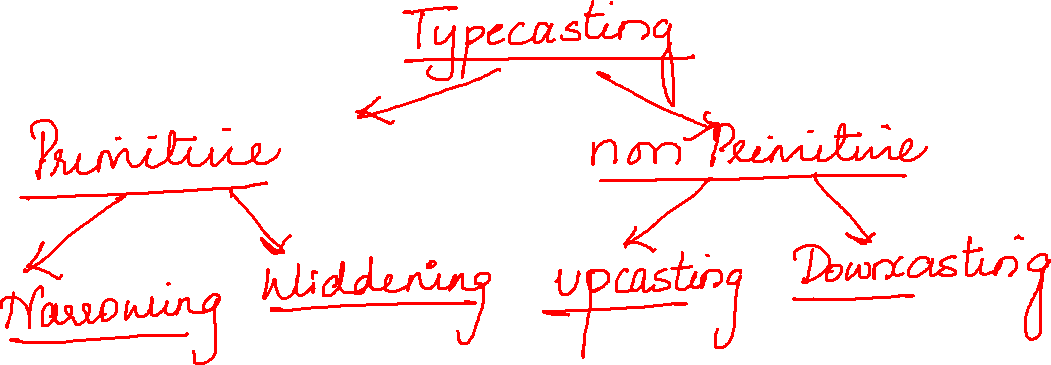 Typecasting
Primitive
non Primitive
Narrowing
Widdening
upcasting
Downcasting